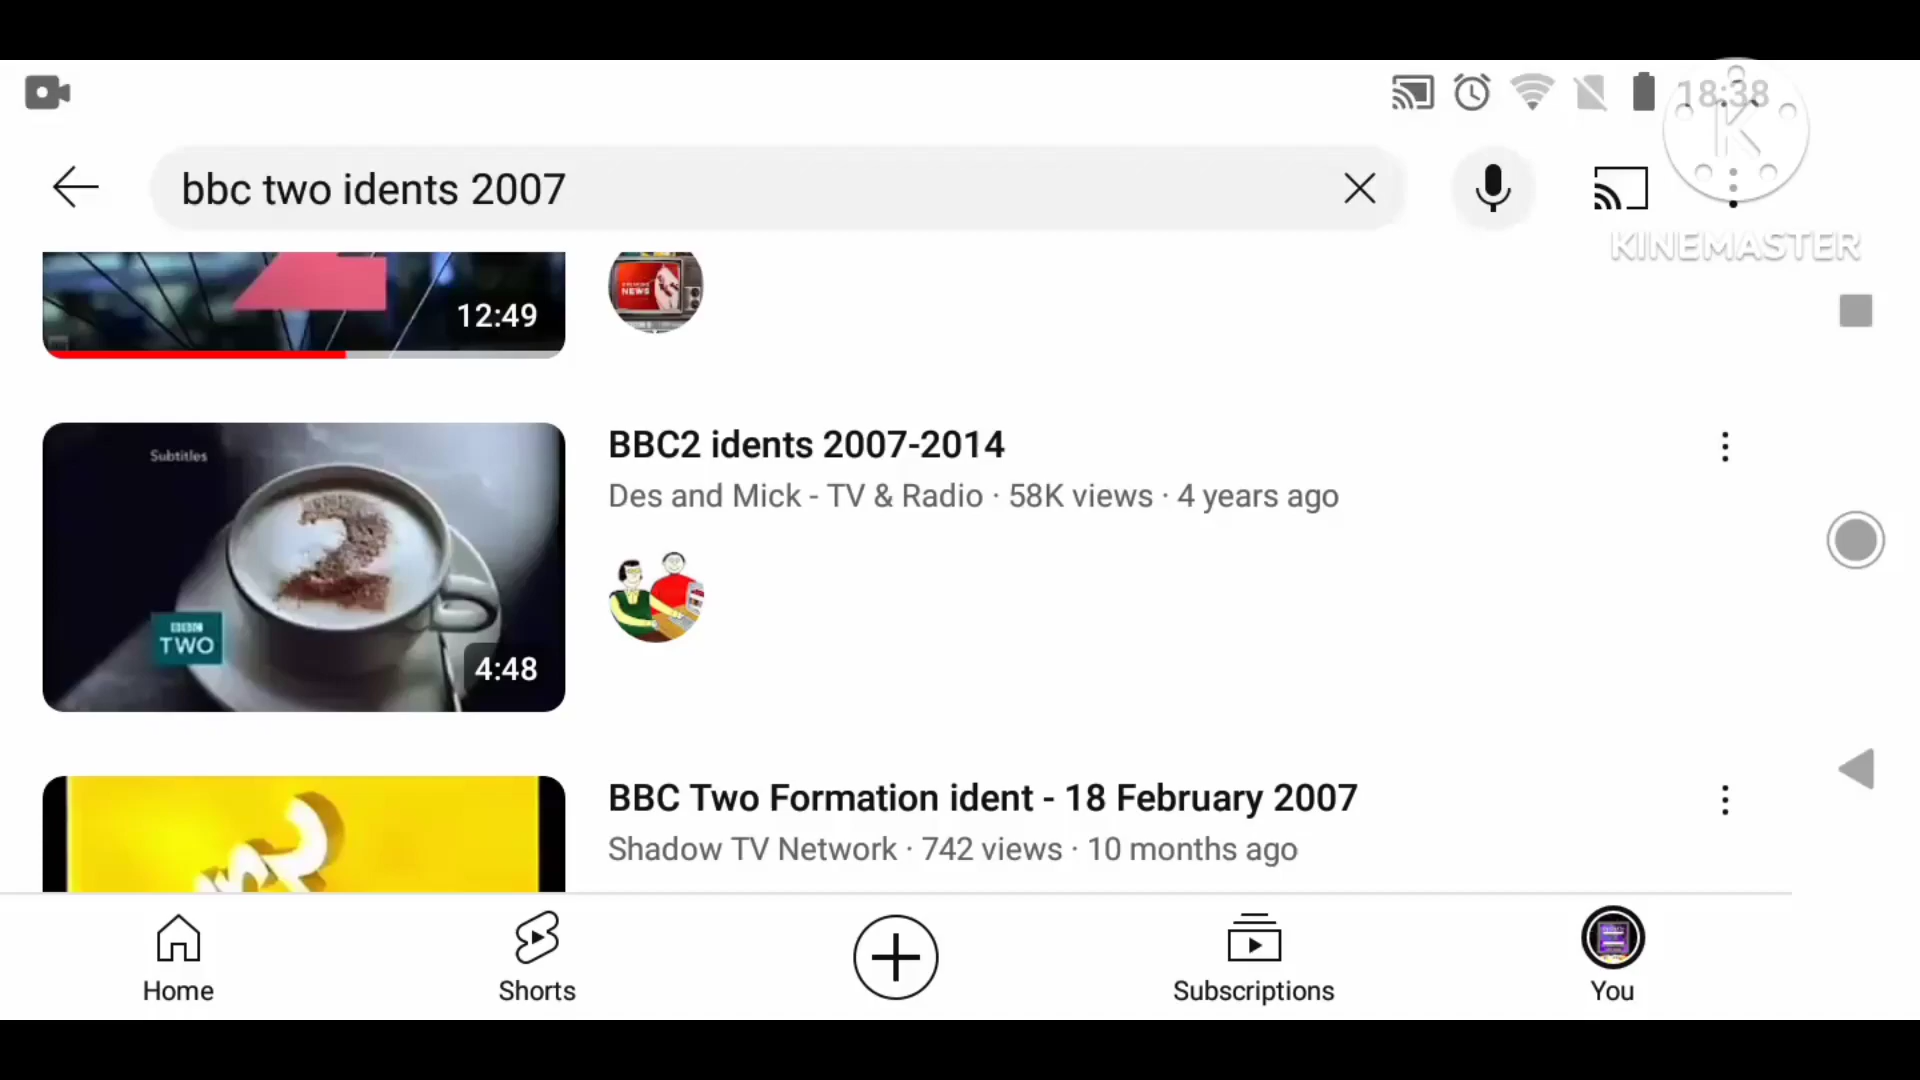 18:38
bbc two idents 2007
KINEMASTER
NEWS
12:49
Subtitles
BBC
TWO
4:48
BBC2 idents 2007-2014
Des and Mick - TV & Radio · 58K views · 4 years ago
BBC Two Formation ident - 18 February 2007
Shadow TV Network · 742 views · 10 months ago
Home
Shorts
Subscriptions
You